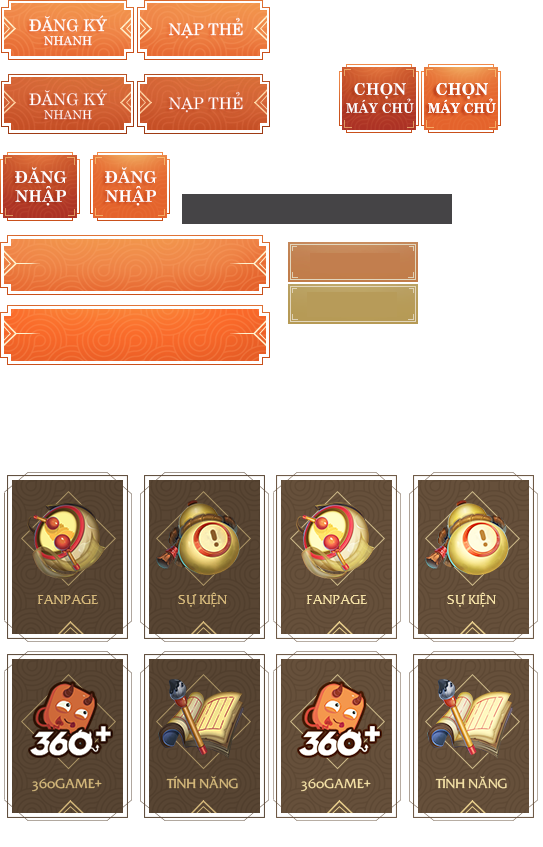 ĐĂNG KÝ
NHANH
NẠP THẺ
ĐĂNG KÝ
NHANH
NẠP THẺ
CHỌN
MÁY CHỦ
CHỌN
MÁY CHỦ
ĐĂNG
NHẬP
ĐĂNG
NHẬP
FANPAGE
SỰ KIỆN
FANPAGE
SỰ KIỆN
360+
360GAME+
TÍNH NĂNG
360+
360GAME+
TÍNH NĂNG